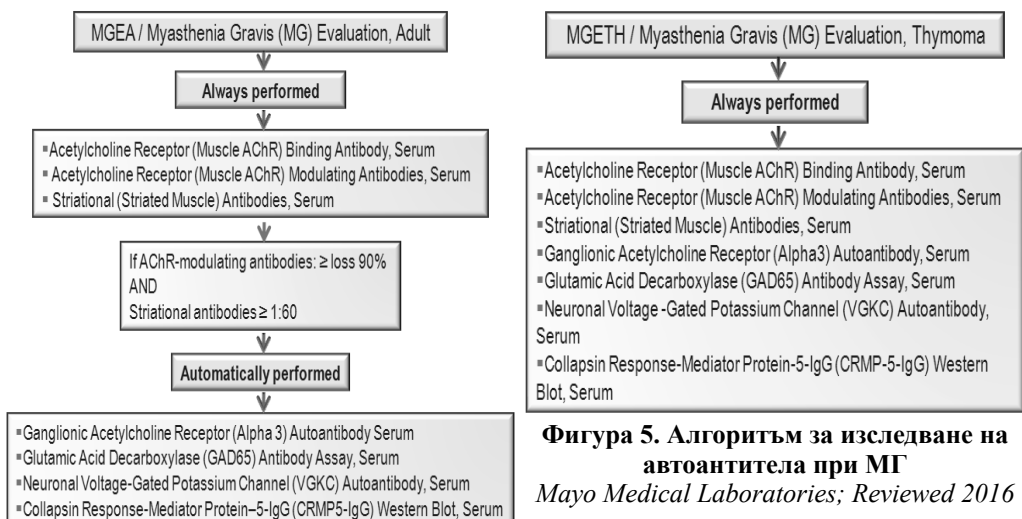 MGEA / Myasthenia Gravis (MG) Evaluation, Adult
Always performed
▪Acetylcholine Receptor (Muscle AChR) Binding Antibody, Serum
▪ Acetylcholine Receptor (Muscle AChR) Modulating Antibodies, Serum
▪ Striational (Striated Muscle) Antibodies, Serum
If AChR-modulating antibodies: ≥ loss 90%
AND
Striational antibodies ≥ 1:60
Automatically performed
▪Ganglionic Acetylcholine Receptor (Alpha 3) Autoantibody Serum
▪Glutamic Acid Decarboxylase (GAD65) Antibody Assay, Serum
▪Neuronal Voltage-Gated Potassium Channel (VGKC) Autoantibody, Serum
▪Collapsin Response-Mediator Protein–5-IgG (CRMP5-IgG) Western Blot, Serum
MGETH / Myasthenia Gravis (MG) Evaluation, Thymoma
Always performed
▪Acetylcholine Receptor (Muscle AChR) Binding Antibody, Serum
▪Acetylcholine Receptor (Muscle AChR) Modulating Antibodies, Serum
▪Striational (Striated Muscle) Antibodies, Serum
▪Ganglionic Acetylcholine Receptor (Alpha3) Autoantibody, Serum
▪Glutamic Acid Decarboxylase (GAD65) Antibody Assay, Serum
▪Neuronal Voltage -Gated Potassium Channel (VGKC) Autoantibody,
Serum
▪Collapsin Response-Mediator Protein-5-IgG (CRMP-5-IgG) Western
Blot, Serum
Фигура 5. Алгоритъм за изследване на
автоантитела при МГ
Mayo Medical Laboratories; Reviewed 2016